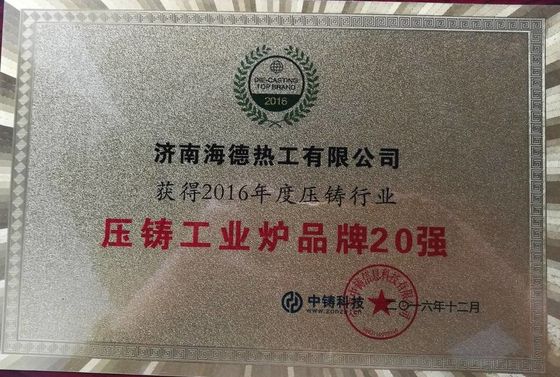 DIE-CASTING
TOP BRAND
2016
济南海德热工有限公司
获得2016年度压铸行业
压铸工业炉品牌20强
中铸科技
二〇一六年十二月